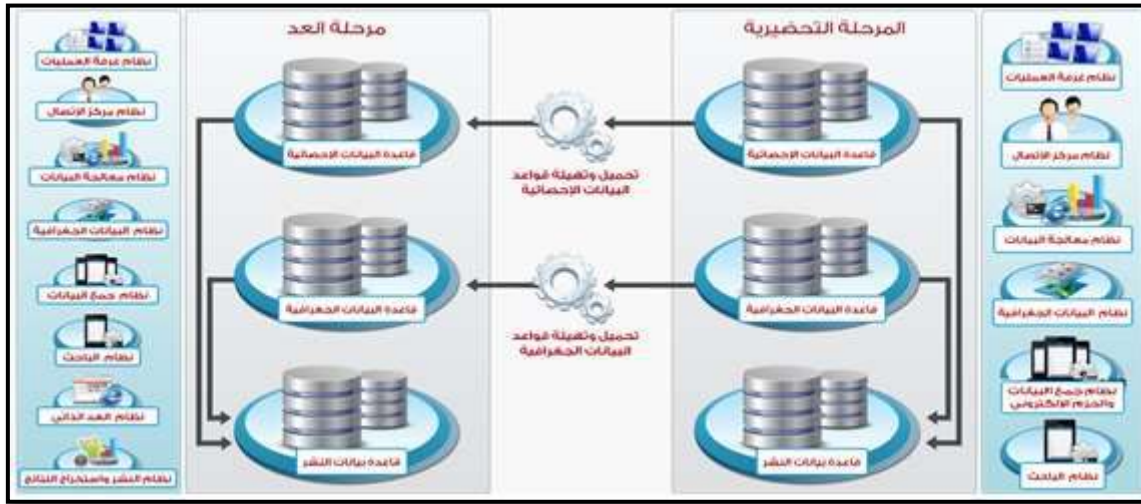 المرحلة التحضيرية
مرحلة العد
نظام غرفة العمليات
نظام مركز الاتصال
نظام معالجة البيانات
نظام البيانات الجغرافية
نظام جمع البيانات
والحزم الالكتروني
نظام الباحث
قاعدة البيانات الإحصائية
قاعدة البيانات الجغرافية
قاعدة بيانات النشر
تحميل وتهيئة قواعد
البيانات الإحصائية
تحميل وتهيئة قواعد
البيانات الجغرافية
قاعدة البيانات الإحصائية
قاعدة البيانات الجغرافية
قاعدة بيانات النشر
نظام غرفة العمليات
نظام مركز الاتصال
نظام معالجة البيانات
نظام البيانات الجغرافية
نظام جمع البيانات
نظام الباحث
نظام العد الذاتي
نظام النشر واستخراج النتائج